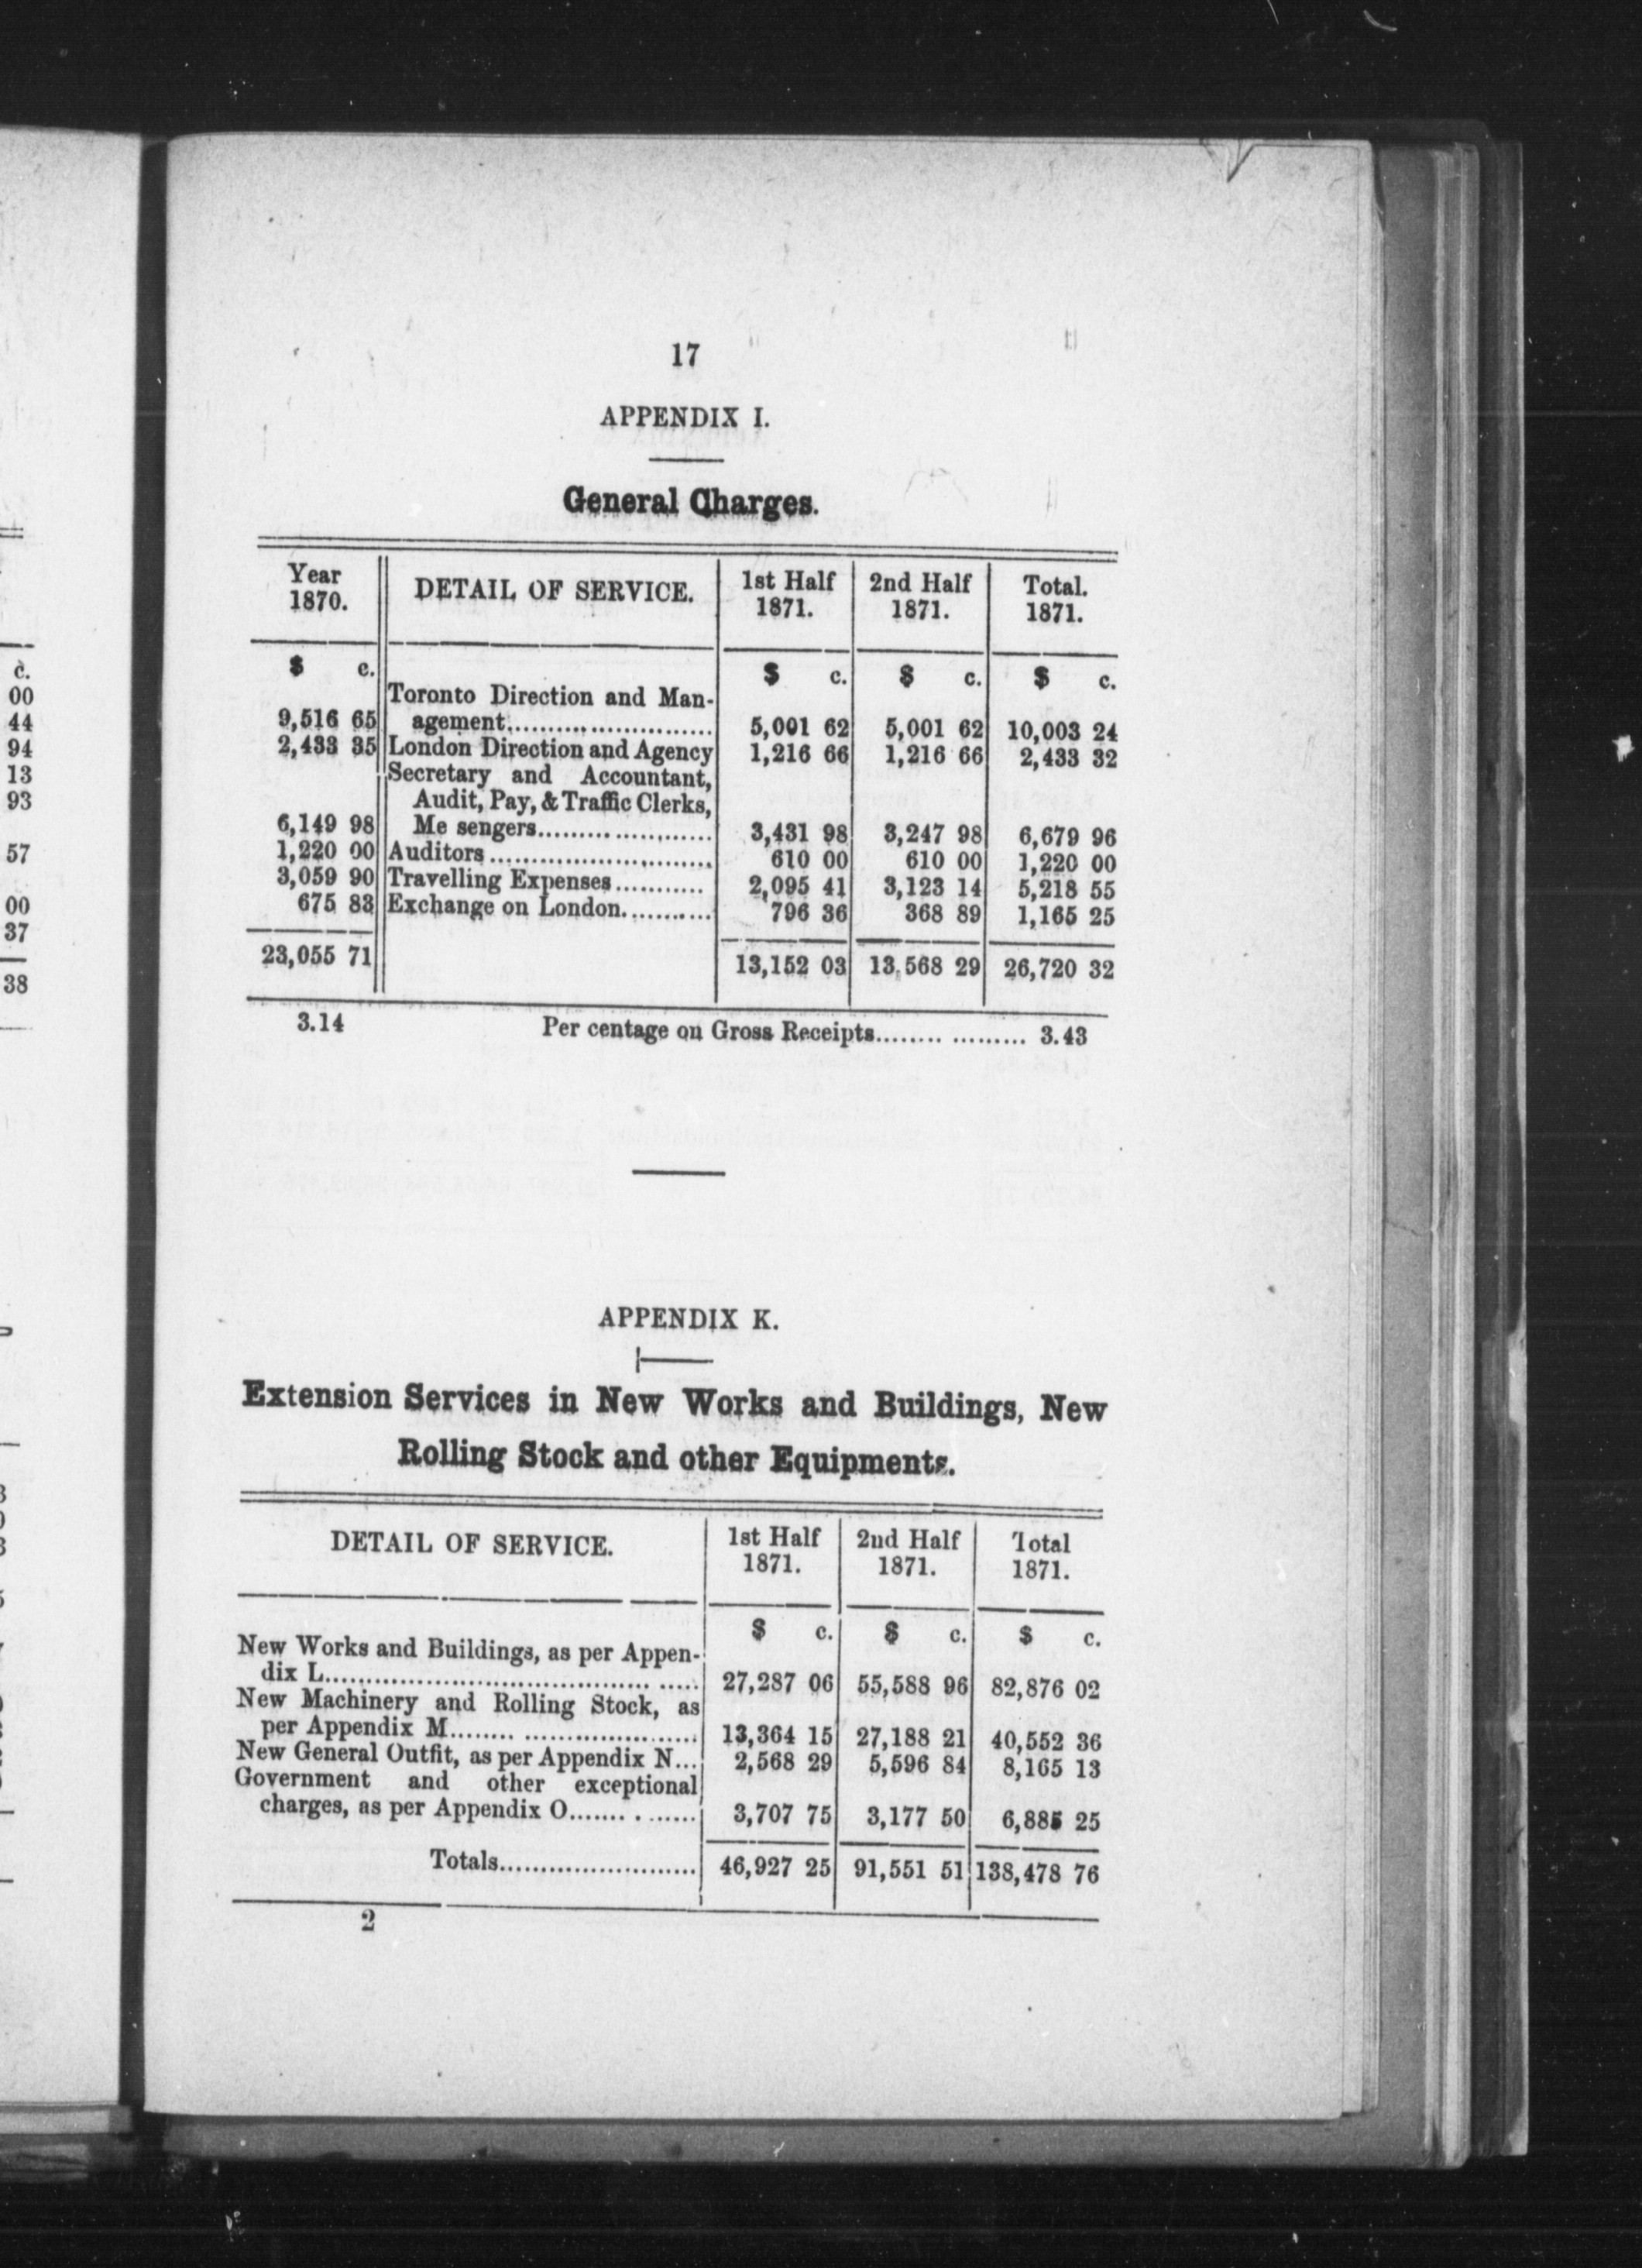 17
APPENDIX I.
General Charges.
Year 1870. DETAIL OF SERVICE. 1st Half 1871. 2nd Half 1871. Total. 1871.
$ c. $ c. $ c. $ c.
Toronto Direction and Man-
9,516 65 agement........................ 5,001 62 5,001 62 10,003 24
2,433 35 London Direction and Agency 1,216 66 1,216 66 2,433 32
Secretary and Accountant,
Audit, Pay, & Traffic Clerks,
6,149 98 Me sengers..................... 3,431 98 3,247 98 6,679 96
1,220 00 Auditors........................... 610 00 610 00 1,220 00
3,059 90 Travelling Expenses........... 2,095 41 3,123 14 5,218 55
675 83 Exchange on London........... 796 36 368 89 1,165 25
23,055 71 13,152 03 13,568 29 26,720 32
3.14 Per centage on Gross Receipts........ ......... 3.43
APPENDIX K.
Extension Services in New Works and Buildings, New
Rolling Stock and other Equipments.
DETAIL OF SERVICE. 1st Half 1871. 2nd Half 1871. Total 1871.
$ c. $ c. $ c.
New Works and Buildings, as per Appen-
dix L....................................... ..... 27,287 06 55,588 96 82,876 02
New Machinery and Rolling Stock, as
per Appendix M........ ..................... 13,364 15 27,188 21 40,552 36
New General Outfit, as per Appendix N... 2,568 29 5,596 84 8,165 13
Government and other exceptional
charges, as per Appendix O....... . ...... 3,707 75 3,177 50 6,885 25
Totals........................ 46,927 25 91,551 51 138,478 76
2
c.
00
44
94
13
93
57
00
37
38